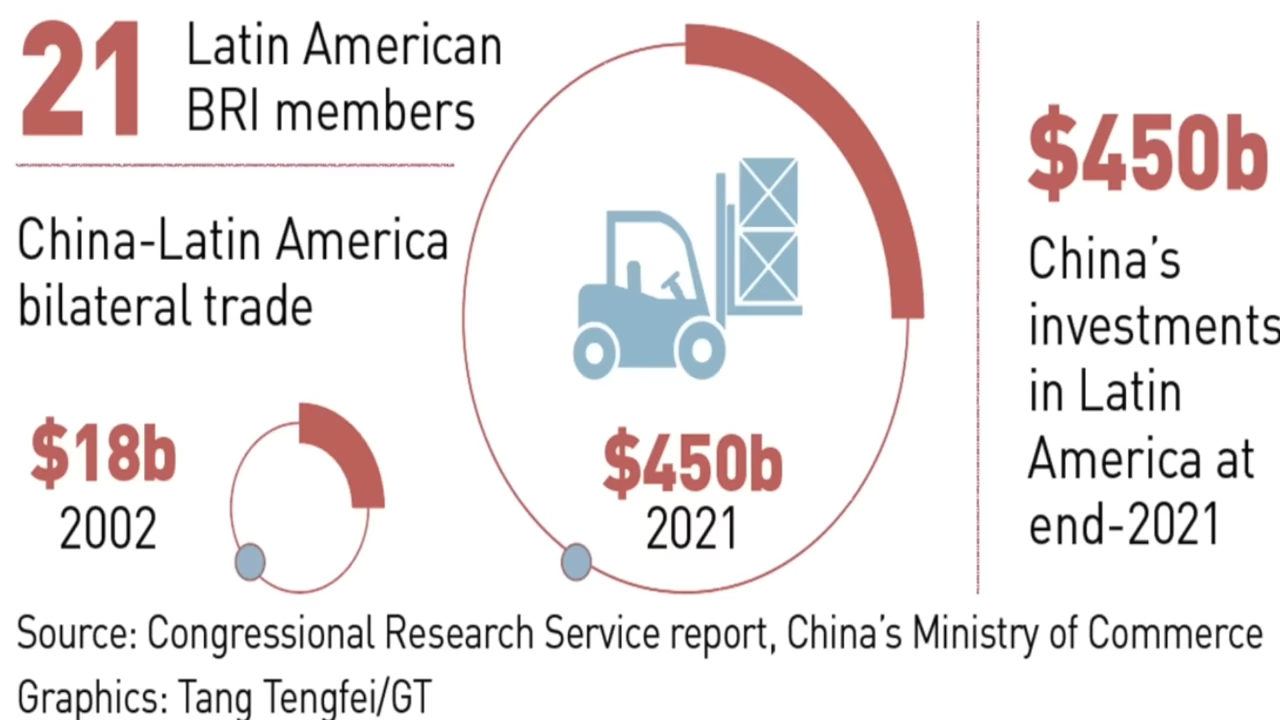 21
Latin American
BRI members
China-Latin America
bilateral trade
$18b
2002
$450b
2021
$450b
China's
investments
in Latin
America at
end-2021
Source: Congressional Research Service report, China's Ministry of Commerce
Graphics: Tang Tengfei/GT